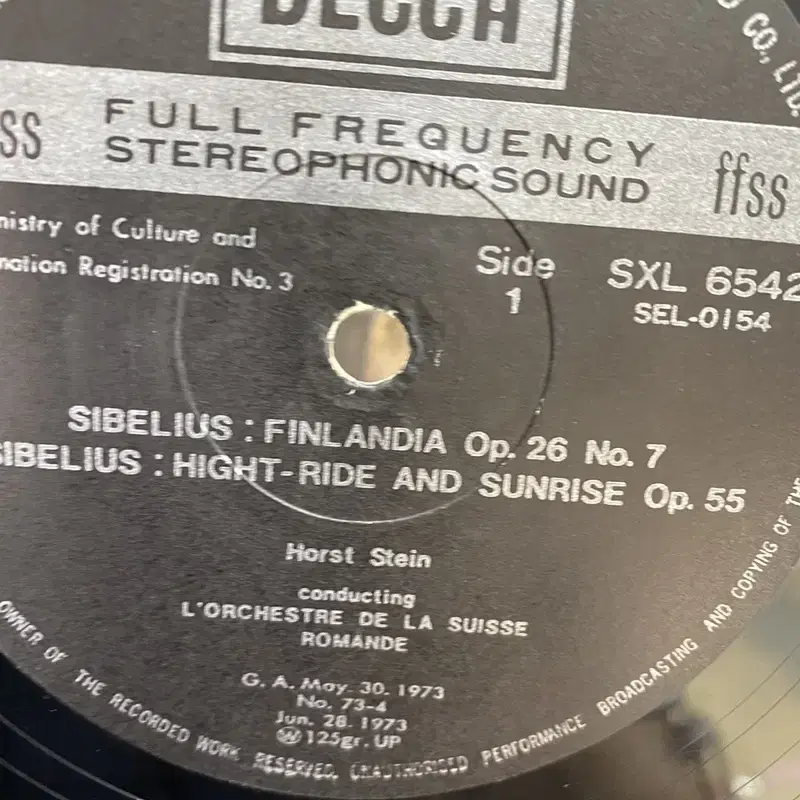 DECCA
CO., LTD.
FULL FREQUENCY
STEREOPHONIC SOUND
ss
ffss
nistry of Culture and
mation Registration No. 3
Side
1
SXL 6542
SEL-0154
SIBELIUS : FINLANDIA Op. 26 No. 7
SIBELIUS : HIGHT-RIDE AND SUNRISE Op. 55
Horst Stein
conducting
L'ORCHESTRE DE LA SUISSE
ROMANDE
G. A. May. 30. 1973
No. 73-4
Jun. 28. 1973
Ⓦ 125gr. UP
OWNER OF THE RECORDED WORK RESERVED. UNAUTHORISED PERFORMANCE BROADCASTING AND COPYING OF THE